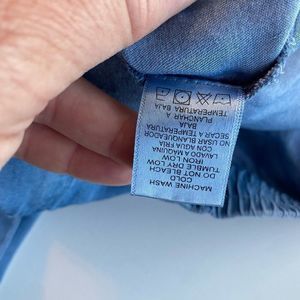 MACHINE WASH
COLD
DO NOT BLEACH
TUMBLE DRY LOW
IRON LOW
LAVADO A MAQUINA
CON AGUA FRIA
NO USAR BLANQUEADOR
SECAR A TEMPERATURA
BAJA
PLANCHAR A
TEMPERATURA BAJA